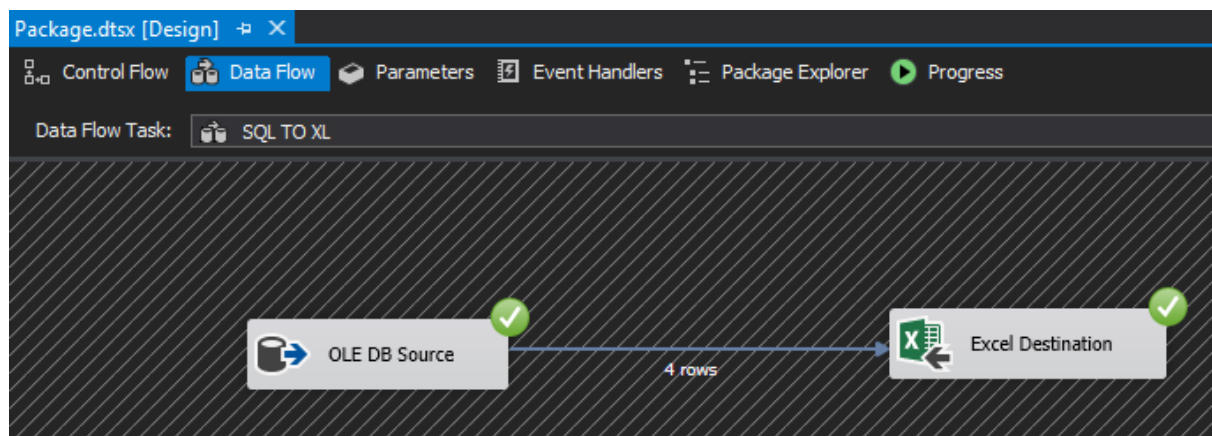 Package.dtsx [Design]
Control Flow Data Flow Parameters Event Handlers Package Explorer Progress
Data Flow Task: SQL TO XL
OLE DB Source
4 rows
Excel Destination